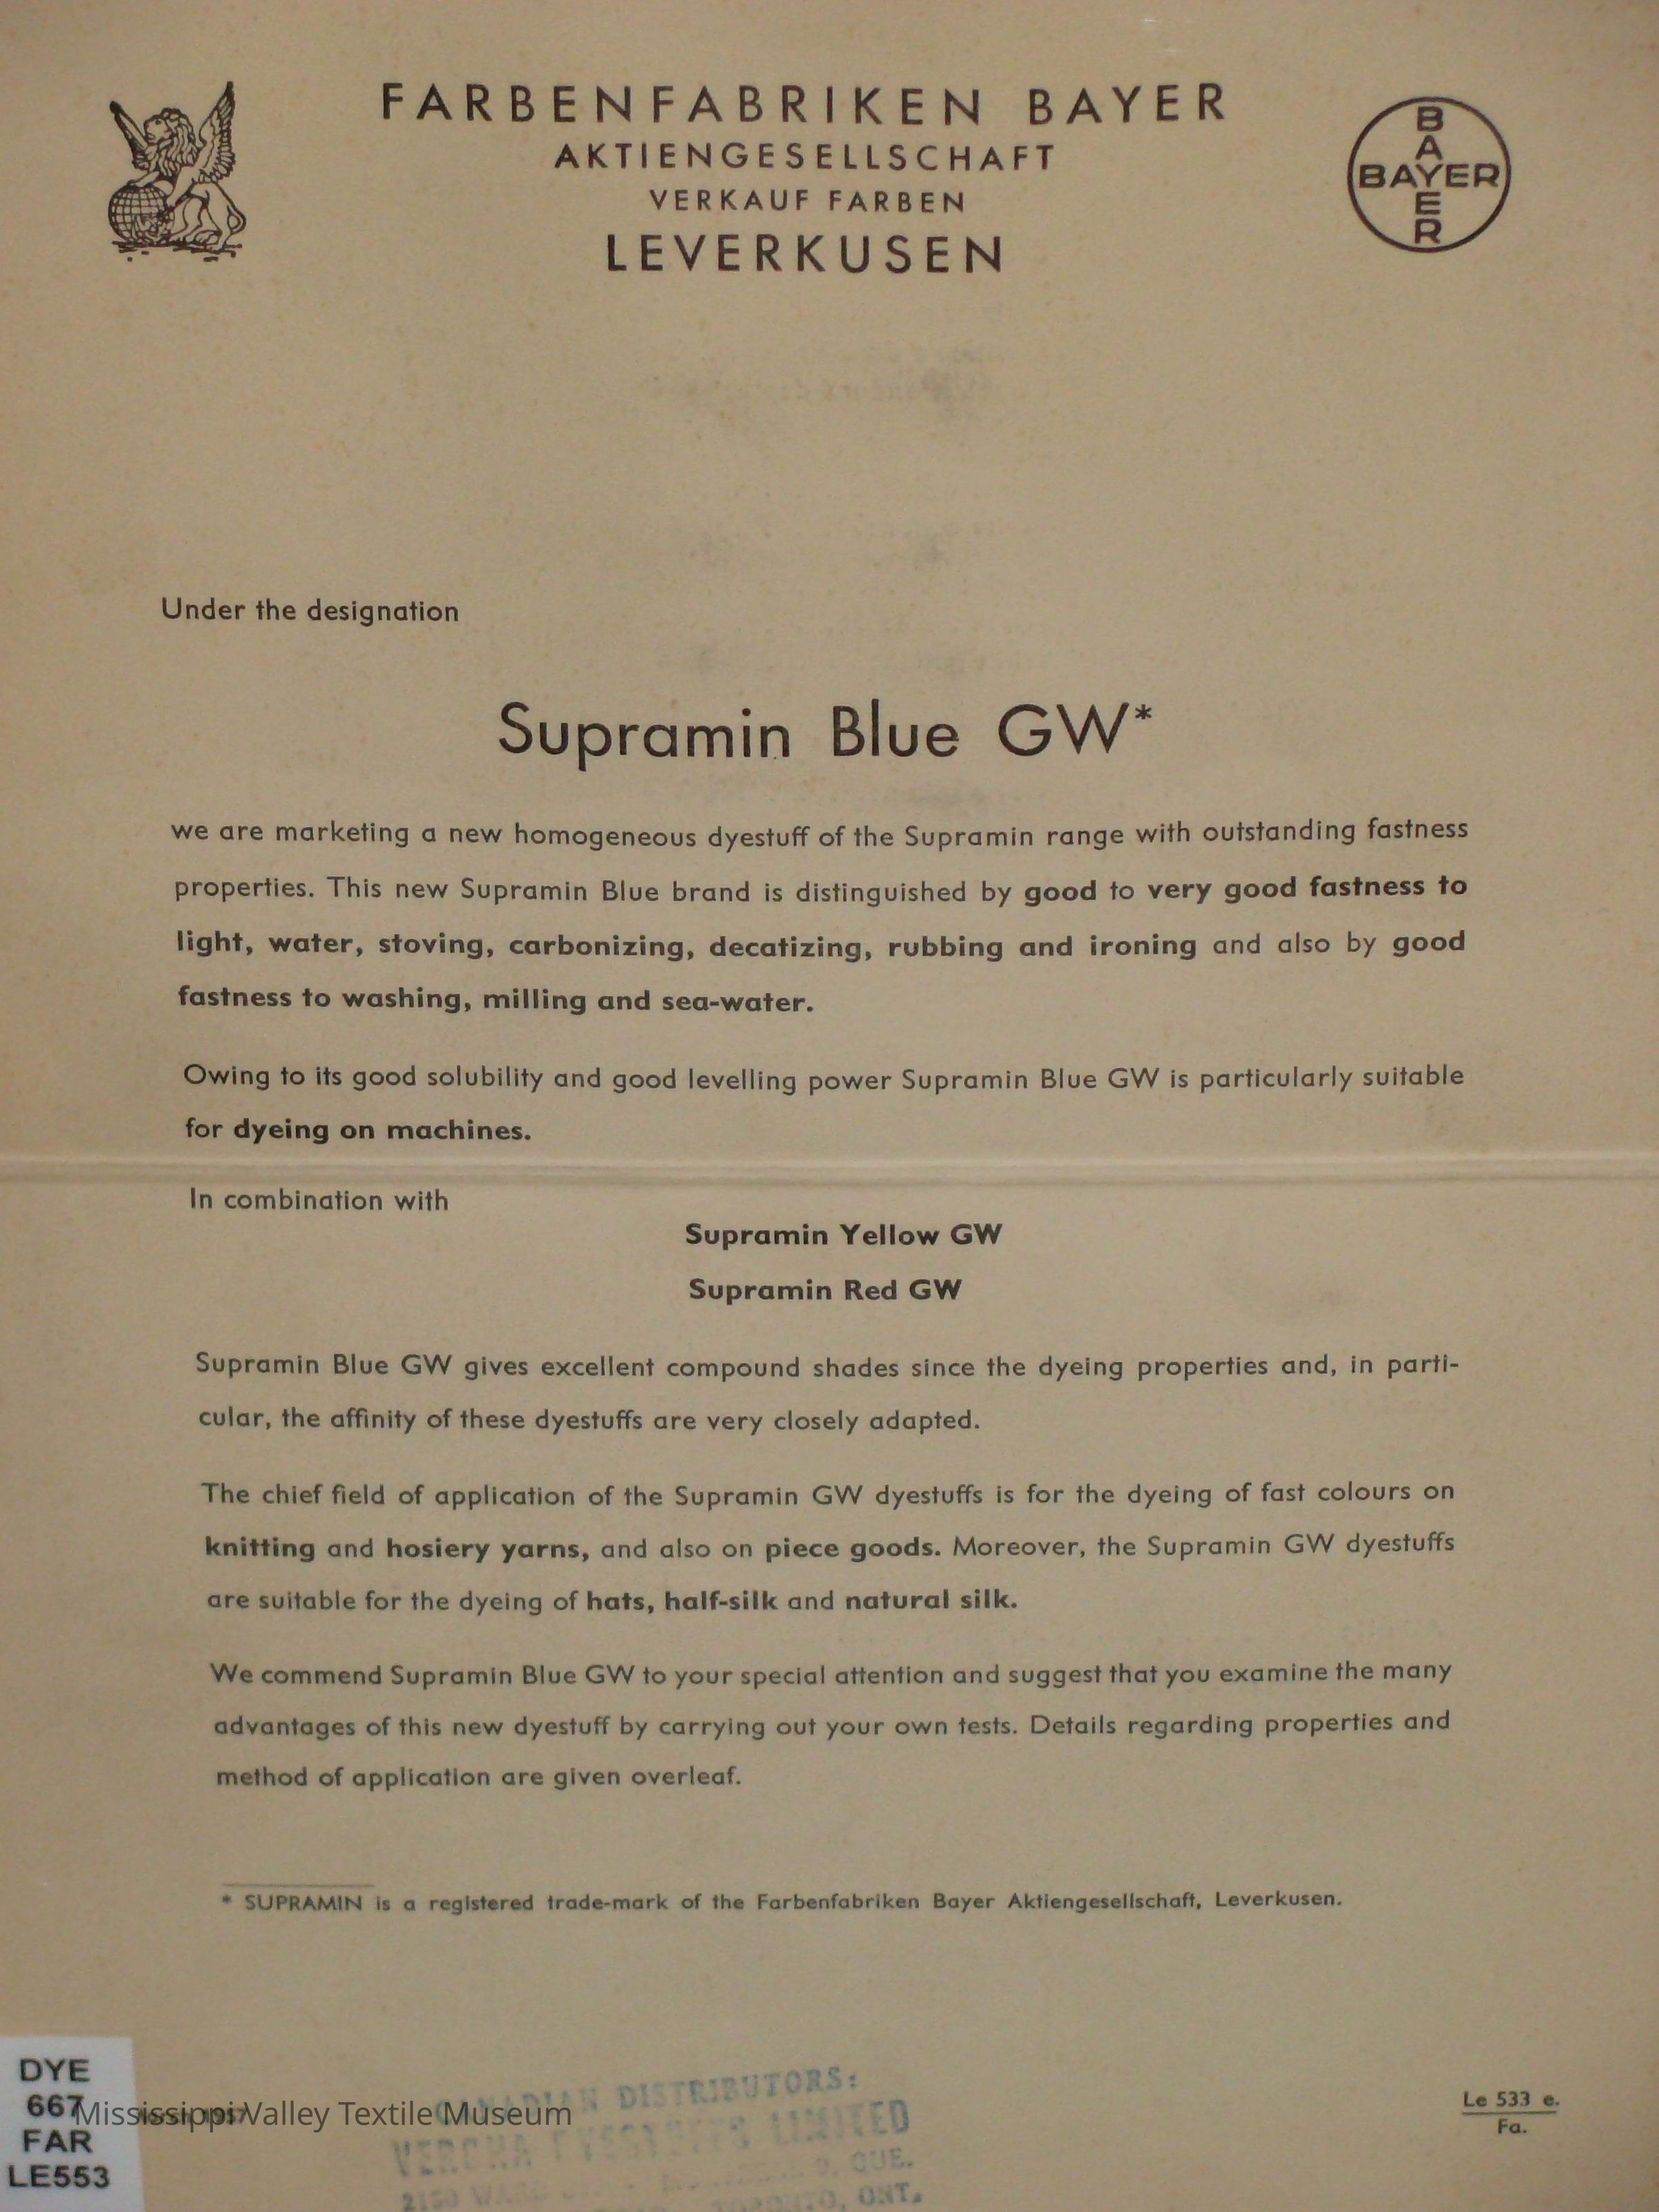 FARBENFABRIKEN BAYER
AKTIENGESELLSCHAFT
VERKAUF FARBEN
LEVERKUSEN
BAYER
BAYER
Under the designation
Supramin Blue GW*
we are marketing a new homogeneous dyestuff of the Supramin range with outstanding fastness
properties. This new Supramin Blue brand is distinguished by good to very good fastness to
light, water, stoving, carbonizing, decatizing, rubbing and ironing and also by good
fastness to washing, milling and sea-water.
Owing to its good solubility and good levelling power Supramin Blue GW is particularly suitable
for dyeing on machines.
In combination with
Supramin Yellow GW
Supramin Red GW
Supramin Blue GW gives excellent compound shades since the dyeing properties and, in parti-
cular, the affinity of these dyestuffs are very closely adapted.
The chief field of application of the Supramin GW dyestuffs is for the dyeing of fast colours on
knitting and hosiery yarns, and also on piece goods. Moreover, the Supramin GW dyestuffs
are suitable for the dyeing of hats, half-silk and natural silk.
We commend Supramin Blue GW to your special attention and suggest that you examine the many
advantages of this new dyestuff by carrying out your own tests. Details regarding properties and
method of application are given overleaf.
* SUPRAMIN is a registered trade-mark of the Farbenfabriken Bayer Aktiengesellschaft, Leverkusen.
DYE
667
FAR
LE553
Mississippi Valley Textile Museum
CANADIAN DISTRIBUTORS:
LIMITED
QUE.
TORONTO, ONT.
Le 533 e.
Fa.